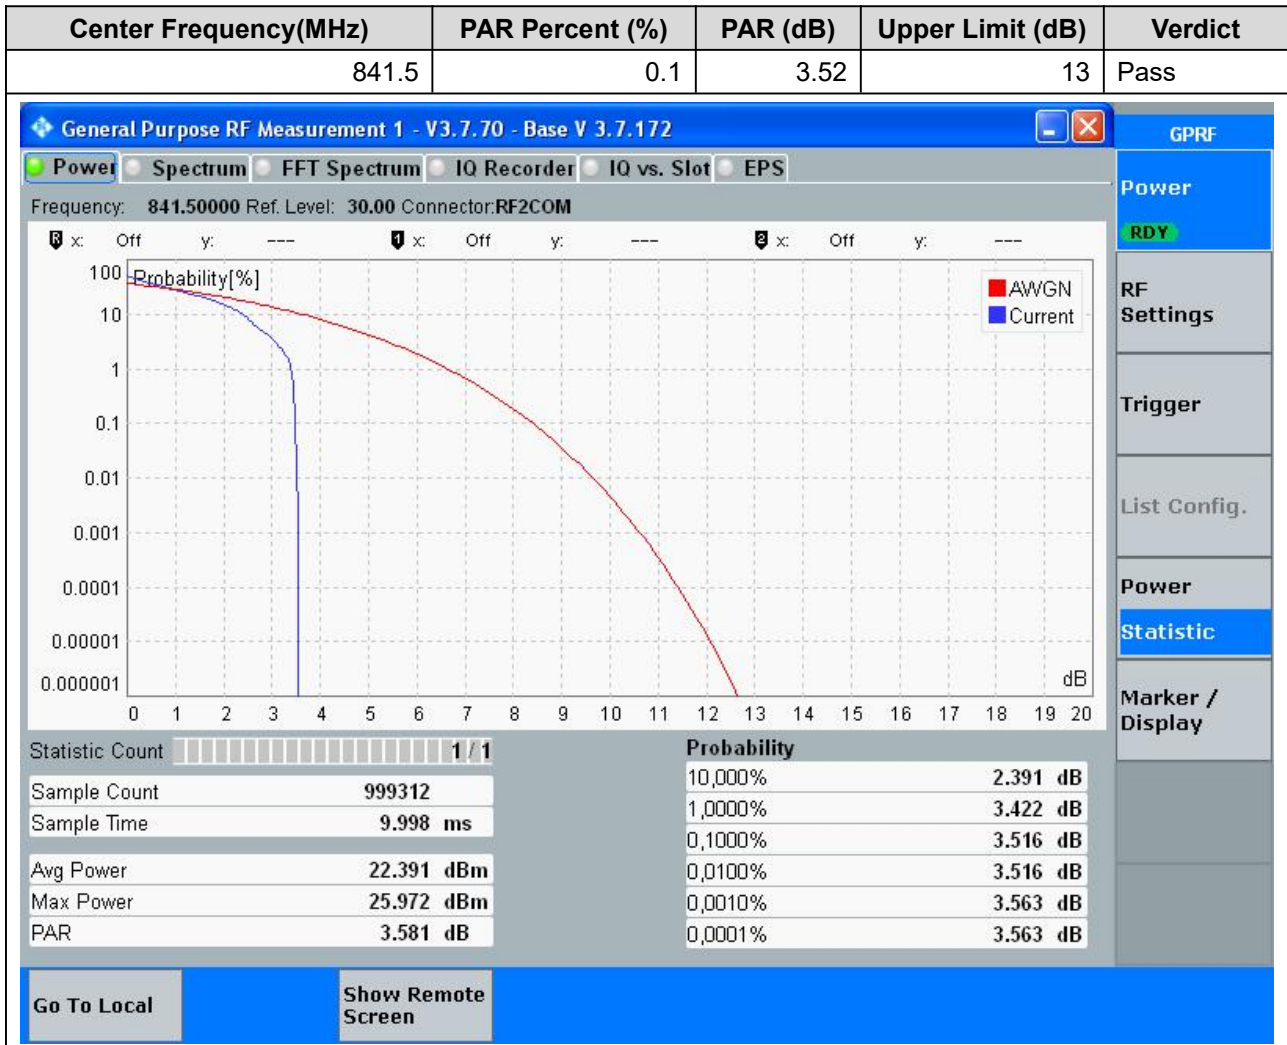 Center Frequency(MHz) PAR Percent (%) PAR (dB) Upper Limit (dB) Verdict
841.5 0.1 3.52 13 Pass
General Purpose RF Measurement 1 - V3.7.70 - Base V 3.7.172
GPRF
Power Spectrum FFT Spectrum IQ Recorder IQ vs. Slot EPS
Frequency: 841.50000 Ref. Level: 30.00 Connector:RF2COM
R x: Off y: --- 1 x: Off y: --- 2 x: Off y: ---
Probability[%]
AWGN
Current
100
10
1
0.1
0.01
0.001
0.0001
0.00001
0.000001
dB
0 1 2 3 4 5 6 7 8 9 10 11 12 13 14 15 16 17 18 19 20
Statistic Count 1 / 1
Sample Count 999312
Sample Time 9.998 ms
Avg Power 22.391 dBm
Max Power 25.972 dBm
PAR 3.581 dB
Probability
10,000% 2.391 dB
1,0000% 3.422 dB
0,1000% 3.516 dB
0,0100% 3.516 dB
0,0010% 3.563 dB
0,0001% 3.563 dB
Power
RDY
RF
Settings
Trigger
List Config.
Power
Statistic
Marker /
Display
Go To Local
Show Remote
Screen